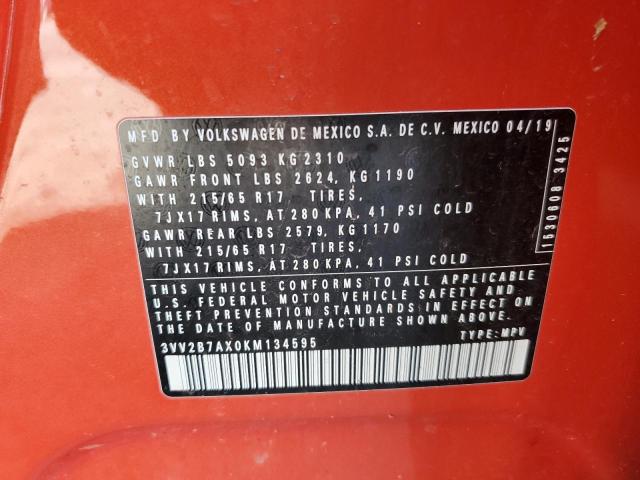 MFD BY VOLKSWAGEN DE MEXICO S.A. DE C.V. MEXICO 04/19
GVWR LBS 5093 KG 2310
GAWR FRONT LBS 2624, KG1190
WITH 215/65 R17 TIRES,
7JX17 RIMS, AT 280 KPA, 41 PSI COLD
GAWR REAR LBS 2579, KG 1170
WITH 215/65 R17 TIRES,
7JX17 RIMS, AT 280 KPA, 41 PSI COLD
THIS VEHICLE CONFORMS TO ALL APPLICABLE
U.S. FEDERAL MOTOR VEHICLE SAFETY AND
THEFT PREVENTION STANDARDS IN EFFECT ON
THE DATE OF MANUFACTURE SHOWN ABOVE.
3VV2B7AX0KM134595 TYPE: MPV
1530608 3425